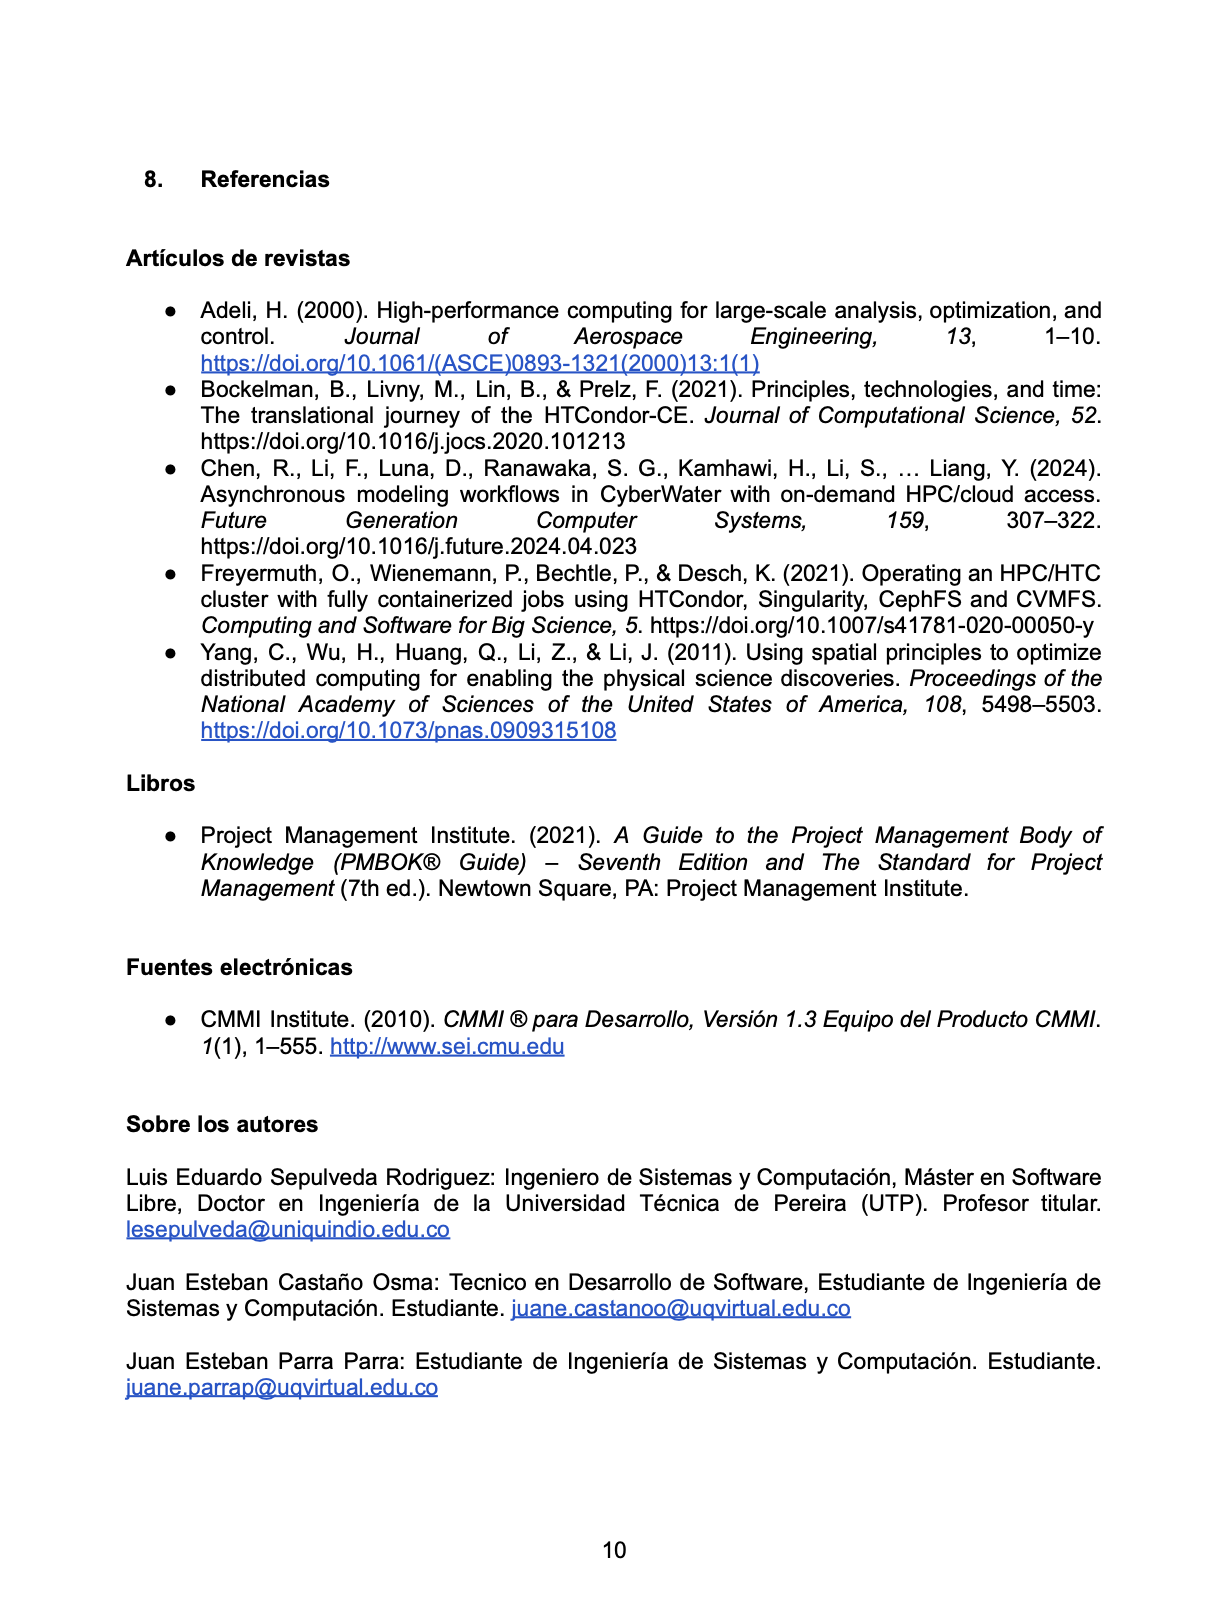 8. Referencias
Artículos de revistas
● Adeli, H. (2000). High-performance computing for large-scale analysis, optimization, and
control. Journal of Aerospace Engineering, 13, 1–10.
https://doi.org/10.1061/(ASCE)0893-1321(2000)13:1(1)
● Bockelman, B., Livny, M., Lin, B., & Prelz, F. (2021). Principles, technologies, and time:
The translational journey of the HTCondor-CE. Journal of Computational Science, 52.
https://doi.org/10.1016/j.jocs.2020.101213
● Chen, R., Li, F., Luna, D., Ranawaka, S. G., Kamhawi, H., Li, S., … Liang, Y. (2024).
Asynchronous modeling workflows in CyberWater with on-demand HPC/cloud access.
Future Generation Computer Systems, 159, 307–322.
https://doi.org/10.1016/j.future.2024.04.023
● Freyermuth, O., Wienemann, P., Bechtle, P., & Desch, K. (2021). Operating an HPC/HTC
cluster with fully containerized jobs using HTCondor, Singularity, CephFS and CVMFS.
Computing and Software for Big Science, 5. https://doi.org/10.1007/s41781-020-00050-y
● Yang, C., Wu, H., Huang, Q., Li, Z., & Li, J. (2011). Using spatial principles to optimize
distributed computing for enabling the physical science discoveries. Proceedings of the
National Academy of Sciences of the United States of America, 108, 5498–5503.
https://doi.org/10.1073/pnas.0909315108
Libros
● Project Management Institute. (2021). A Guide to the Project Management Body of
Knowledge (PMBOK® Guide) – Seventh Edition and The Standard for Project
Management (7th ed.). Newtown Square, PA: Project Management Institute.
Fuentes electrónicas
● CMMI Institute. (2010). CMMI ® para Desarrollo, Versión 1.3 Equipo del Producto CMMI.
1(1), 1–555. http://www.sei.cmu.edu
Sobre los autores
Luis Eduardo Sepulveda Rodriguez: Ingeniero de Sistemas y Computación, Máster en Software
Libre, Doctor en Ingeniería de la Universidad Técnica de Pereira (UTP). Profesor titular.
lesepulveda@uniquindio.edu.co
Juan Esteban Castaño Osma: Tecnico en Desarrollo de Software, Estudiante de Ingeniería de
Sistemas y Computación. Estudiante. juane.castanoo@uqvirtual.edu.co
Juan Esteban Parra Parra: Estudiante de Ingeniería de Sistemas y Computación. Estudiante.
juane.parrap@uqvirtual.edu.co
10